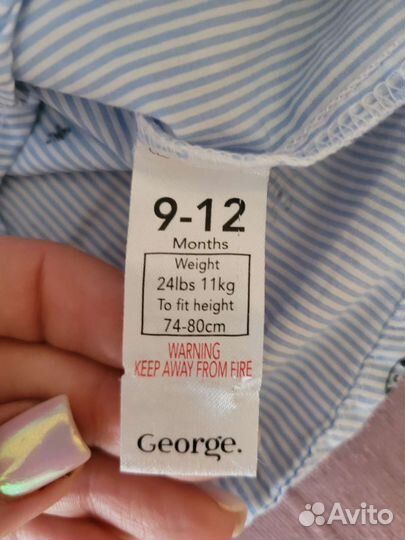 9-12
Months
Weight
24lbs 11kg
To fit height
74-80cm
WARNING
KEEP AWAY FROM FIRE
George.
Avito